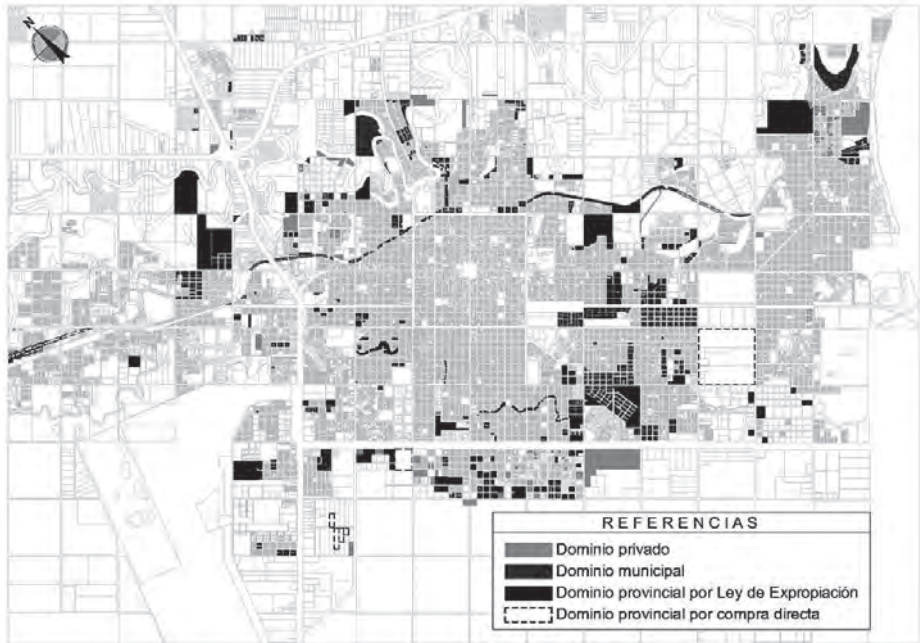 N
REFERENCIAS
Dominio privado
Dominio municipal
Dominio provincial por Ley de Expropiación
Dominio provincial por compra directa